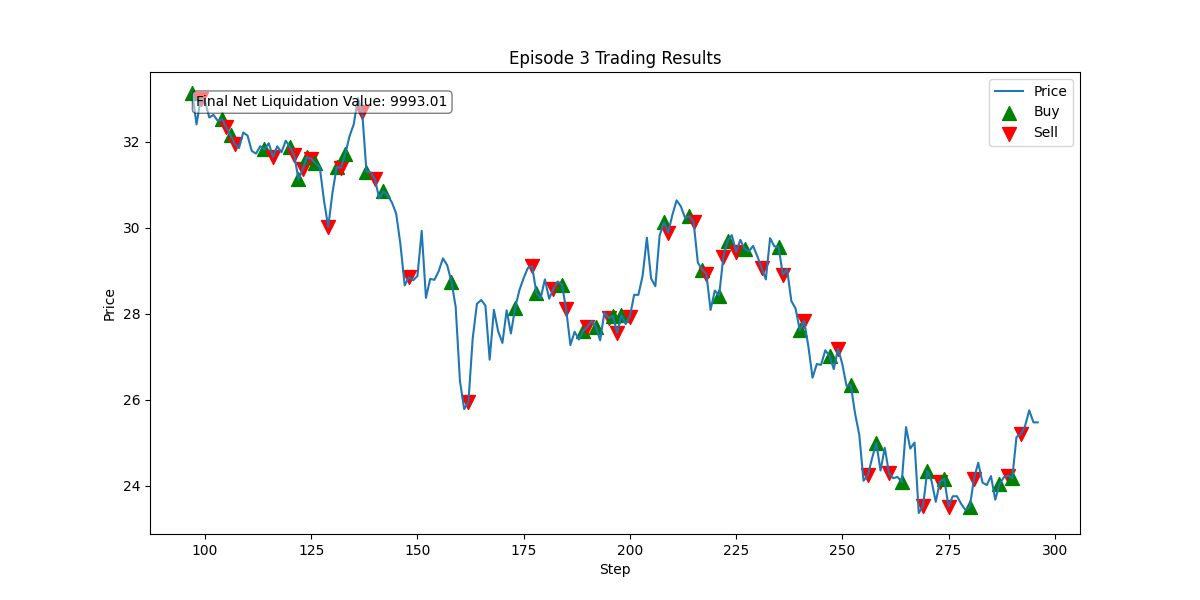 Episode 3 Trading Results
Final Net Liquidation Value: 9993.01
Price
Buy
Sell
Price
32
30
28
26
24
100
125
150
175
200
225
250
275
300
Step